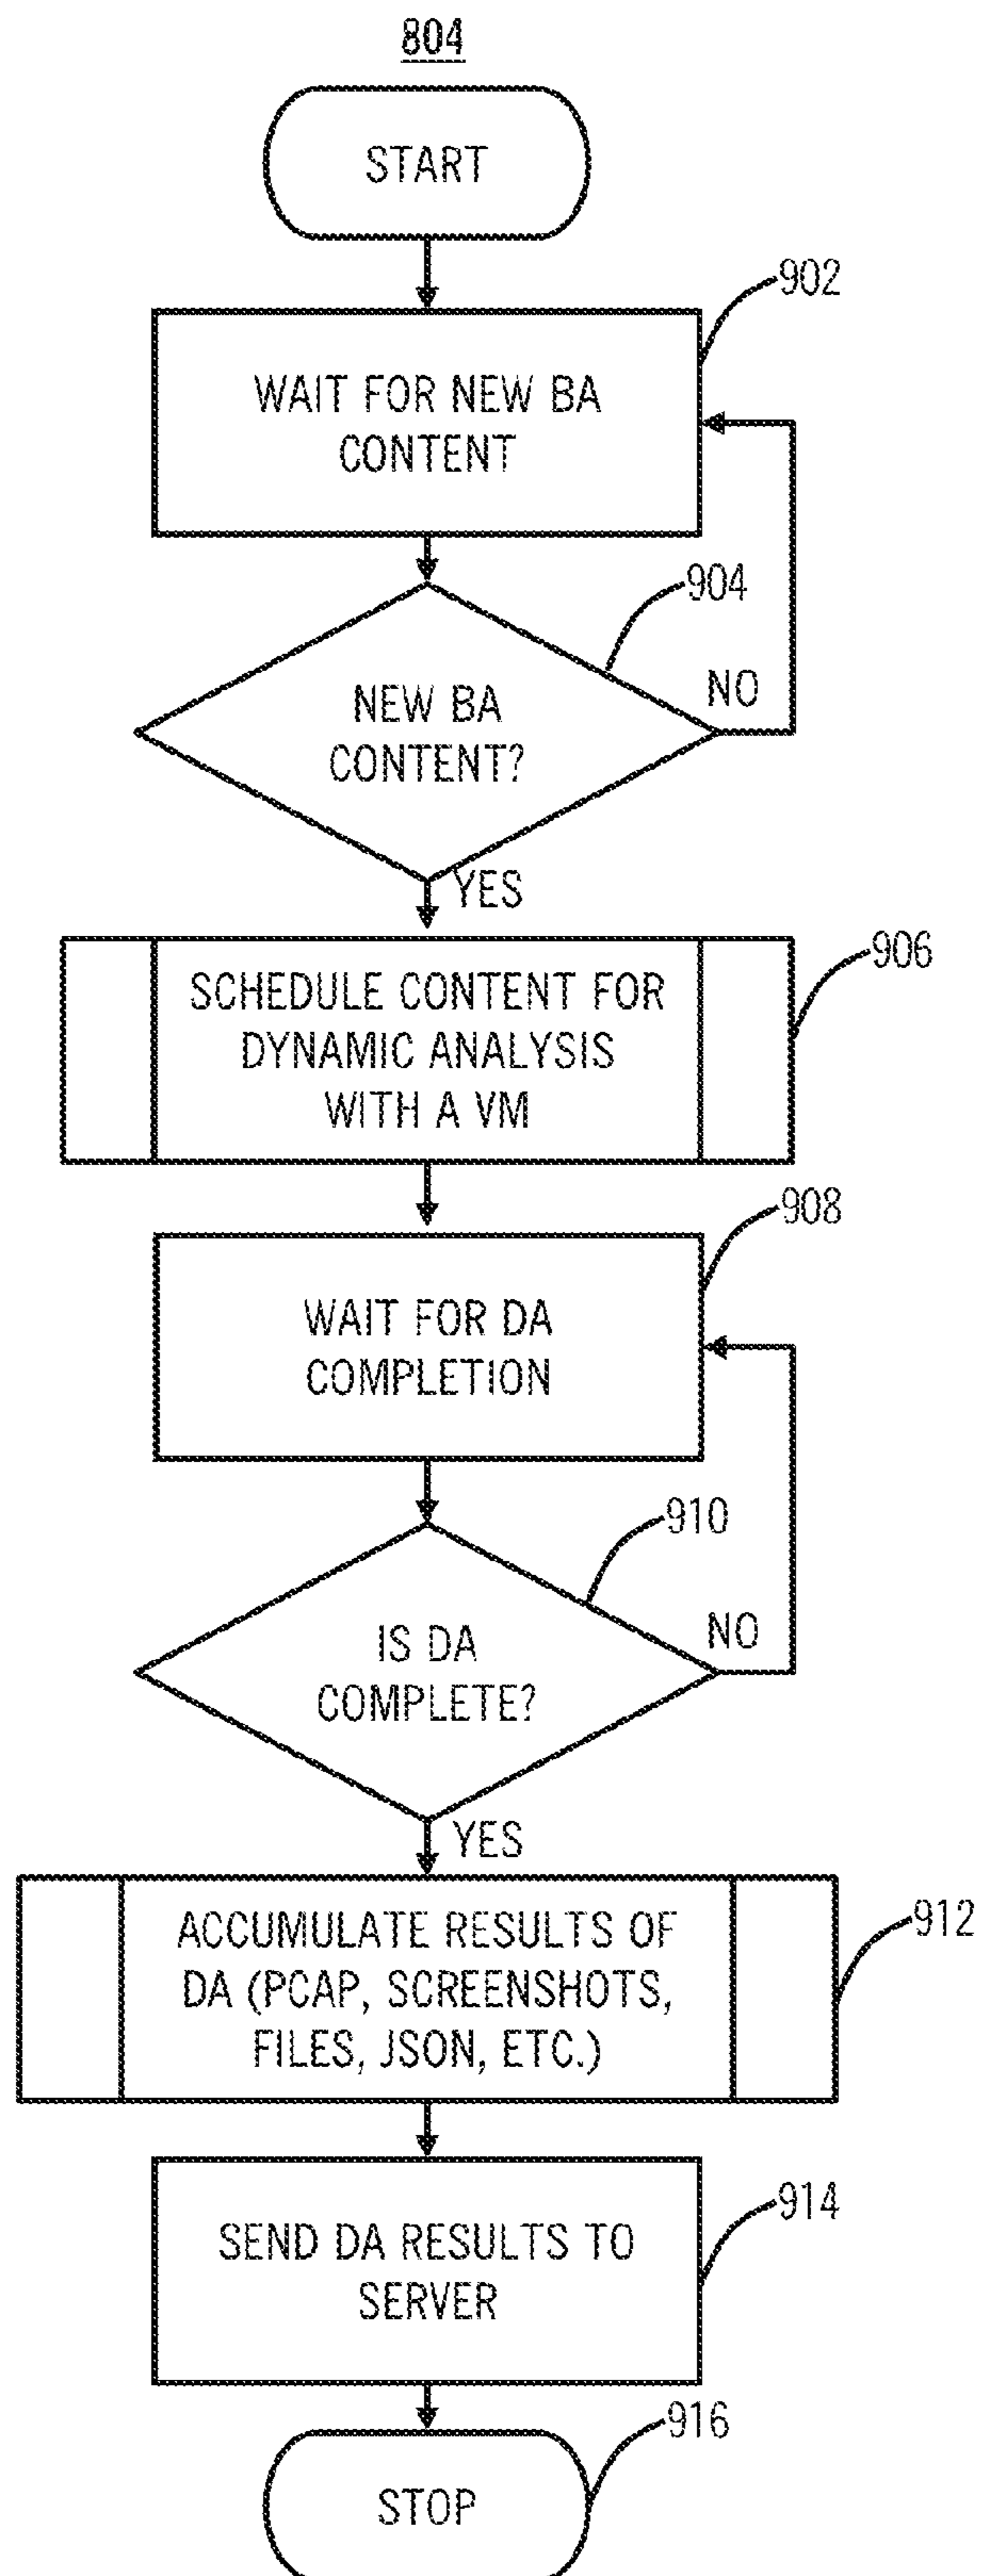 804
START
902
WAIT FOR NEW BA
CONTENT
904
NEW BA
CONTENT?
NO
YES
906
SCHEDULE CONTENT FOR
DYNAMIC ANALYSIS
WITH A VM
908
WAIT FOR DA
COMPLETION
910
IS DA
COMPLETE?
NO
YES
912
ACCUMULATE RESULTS OF
DA (PCAP, SCREENSHOTS,
FILES, JSON, ETC.)
914
SEND DA RESULTS TO
SERVER
916
STOP